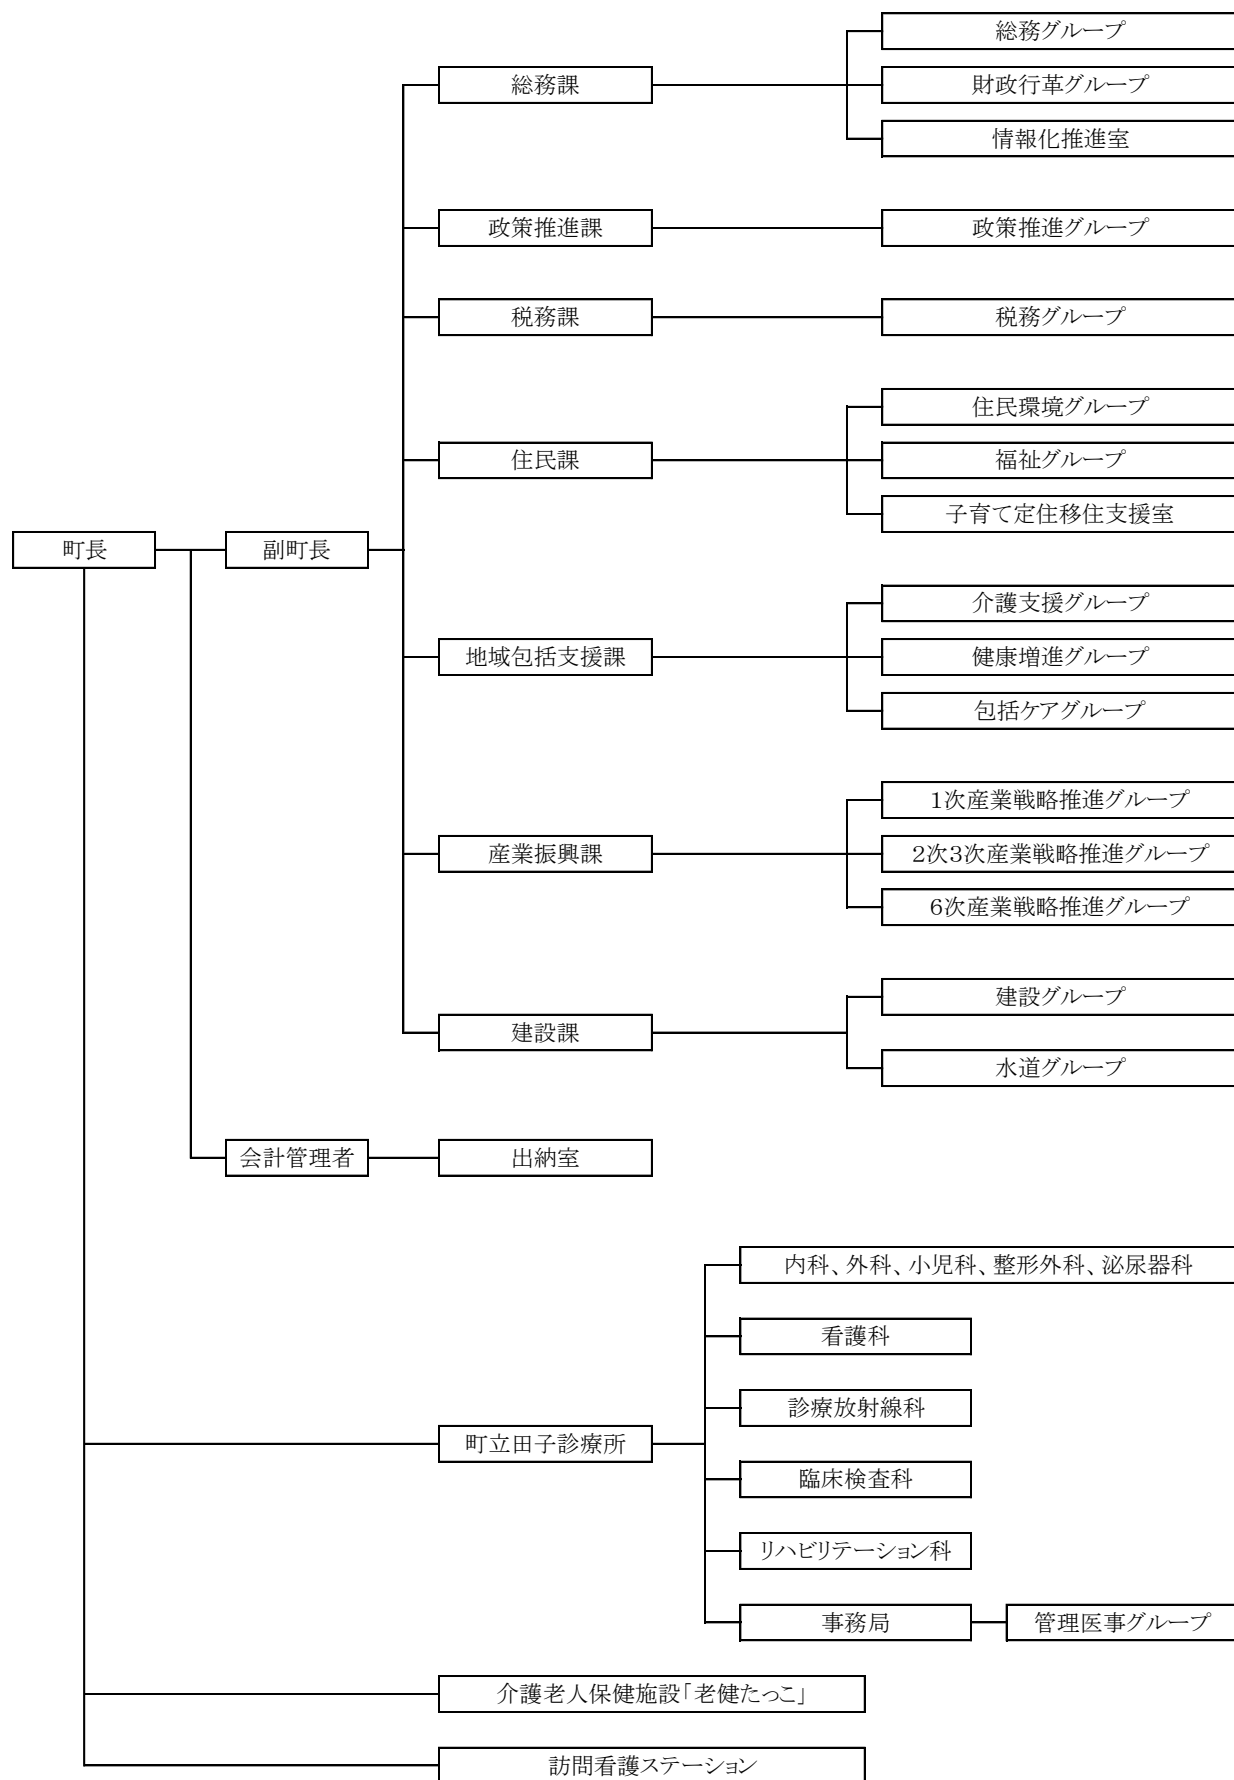 総務グループ
総務課
財政行革グループ
情報化推進室
政策推進課
政策推進グループ
税務課
税務グループ
住民環境グループ
住民課
福祉グループ
子育て定住移住支援室
町長
副町長
介護支援グループ
地域包括支援課
健康増進グループ
包括ケアグループ
1次産業戦略推進グループ
産業振興課
2次3次産業戦略推進グループ
6次産業戦略推進グループ
建設グループ
建設課
水道グループ
会計管理者
出納室
内科、外科、小児科、整形外科、泌尿器科
看護科
診療放射線科
町立田子診療所
臨床検査科
リハビリテーション科
事務局
管理医事グループ
介護老人保健施設「老健たっこ」
訪問看護ステーション